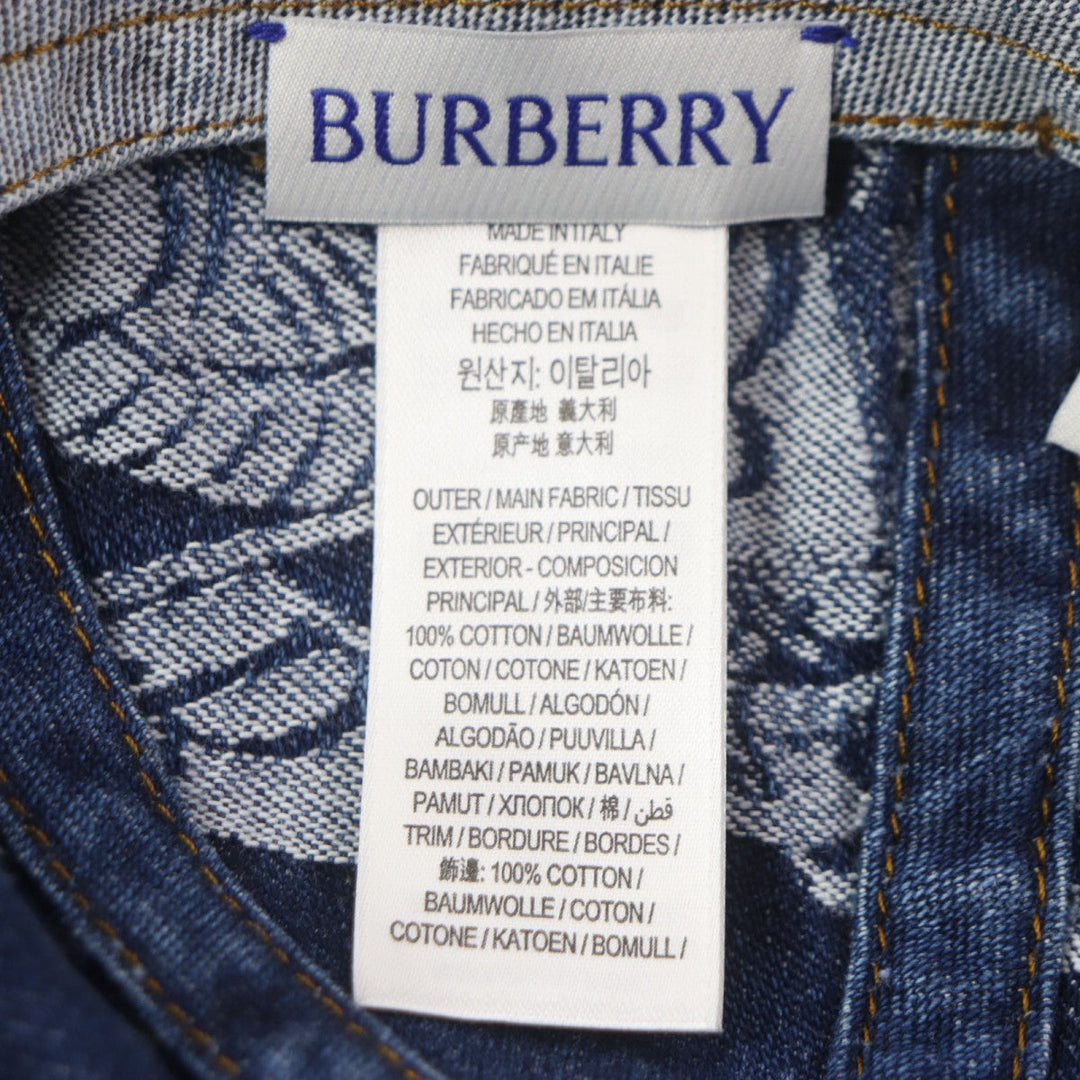 BURBERRY
MADE IN ITALY
FABRIQUÉ EN ITALIE
FABRICADO EM ITÁLIA
HECHO EN ITALIA
원산지: 이탈리아
原產地 義大利
原产地 意大利
OUTER / MAIN FABRIC / TISSU
EXTÉRIEUR / PRINCIPAL /
EXTERIOR - COMPOSICION
PRINCIPAL / 外部/主要布料:
100% COTTON / BAUMWOLLE /
COTON / COTONE / KATOEN /
BOMULL / ALGODÓN /
ALGODÃO / PUUVILLA /
BAMBAKI / PAMUK / BAVLNA /
PAMUT / ХЛОПОК / 棉 / قطن
TRIM / BORDURE / BORDES /
飾邊: 100% COTTON /
BAUMWOLLE / COTON /
COTONE / KATOEN / BOMULL /